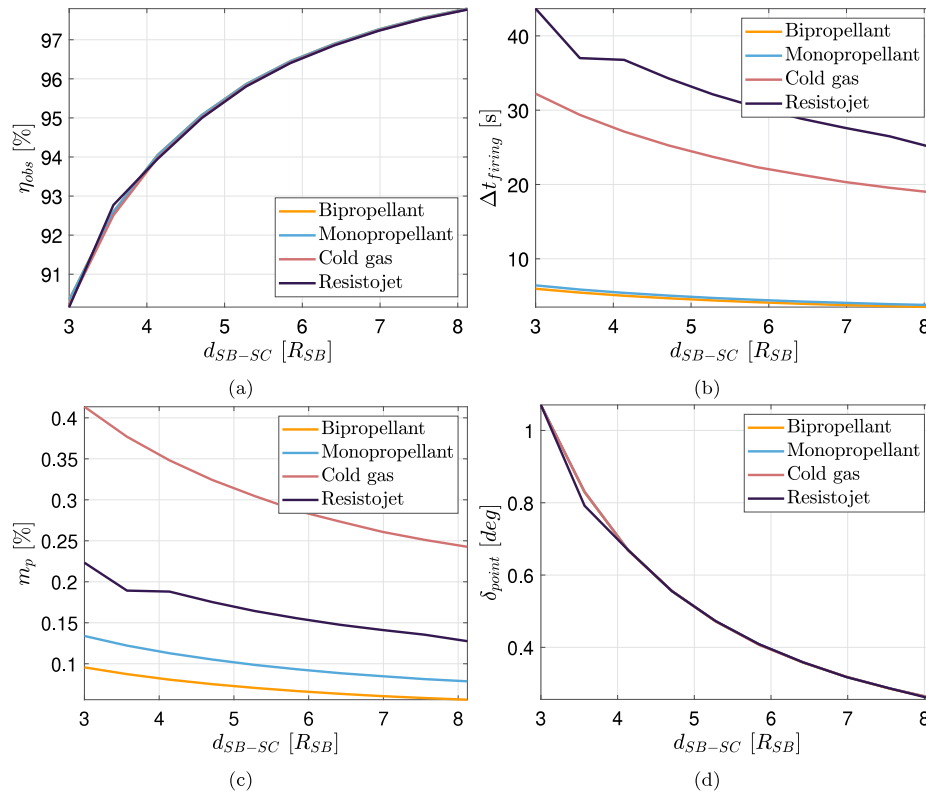 97
96
95
94
93
92
91
η_obs [%]
Bipropellant
Monopropellant
Cold gas
Resistojet
3 4 5 6 7 8
d_SB−SC [R_SB]
(a)
40
30
20
10
Δt_firing [s]
Bipropellant
Monopropellant
Cold gas
Resistojet
3 4 5 6 7 8
d_SB−SC [R_SB]
(b)
0.4
0.35
0.3
0.25
0.2
0.15
0.1
m_p [%]
Bipropellant
Monopropellant
Cold gas
Resistojet
3 4 5 6 7 8
d_SB−SC [R_SB]
(c)
1
0.8
0.6
0.4
δ_point [deg]
Bipropellant
Monopropellant
Cold gas
Resistojet
3 4 5 6 7 8
d_SB−SC [R_SB]
(d)